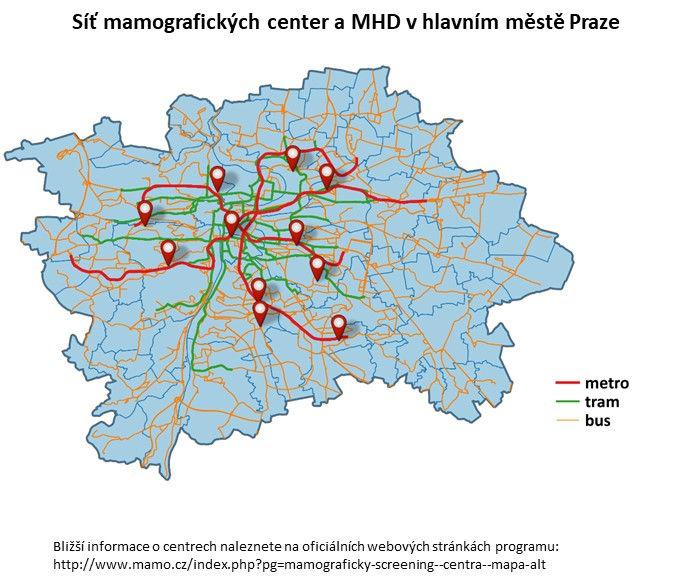 Síť mamografických center a MHD v hlavním městě Praze
metro
tram
bus
Bližší informace o centrech naleznete na oficiálních webových stránkách programu:
http://www.mamo.cz/index.php?pg=mamograficky-screening--centra--mapa-alt